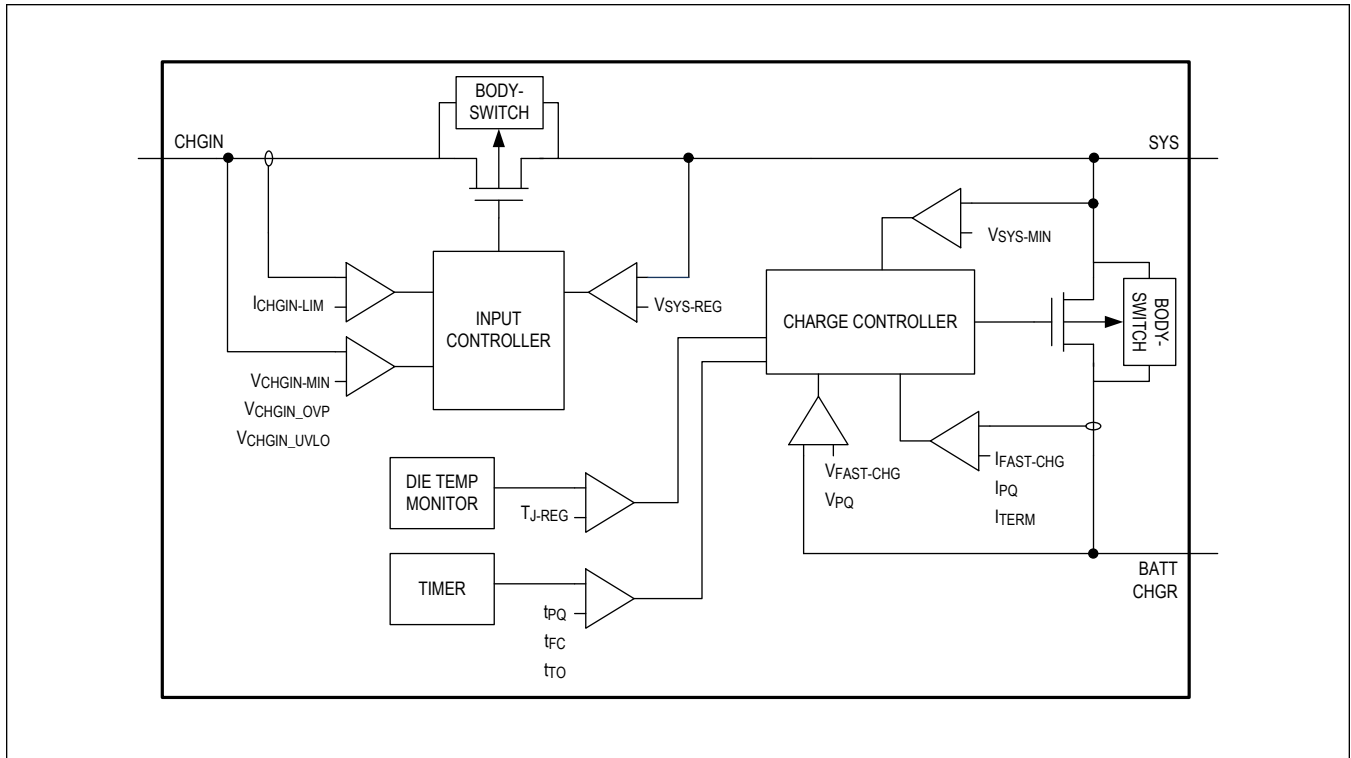 BODY-
SWITCH
CHGIN
SYS
VSYS-MIN
ICHGIN-LIM
INPUT
CONTROLLER
VSYS-REG
CHARGE CONTROLLER
BODY-
SWITCH
VCHGIN-MIN
VCHGIN_OVP
VCHGIN_UVLO
DIE TEMP
MONITOR
TJ-REG
VFAST-CHG
VPQ
IFAST-CHG
IPQ
ITERM
TIMER
tPQ
tFC
tTO
BATT
CHGR